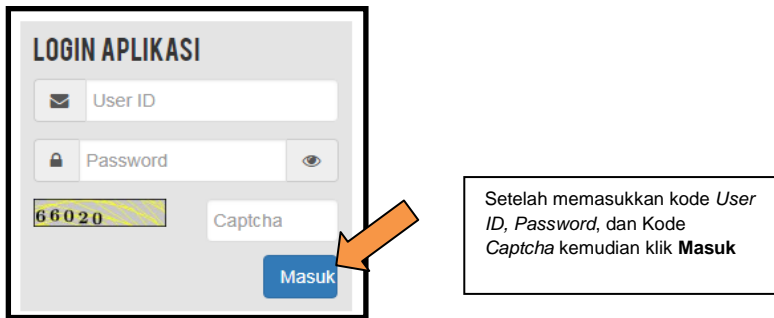 LOGIN APLIKASI
User ID
Password
66020
Captcha
Masuk
Setelah memasukkan kode User
ID, Password, dan Kode
Captcha kemudian klik Masuk